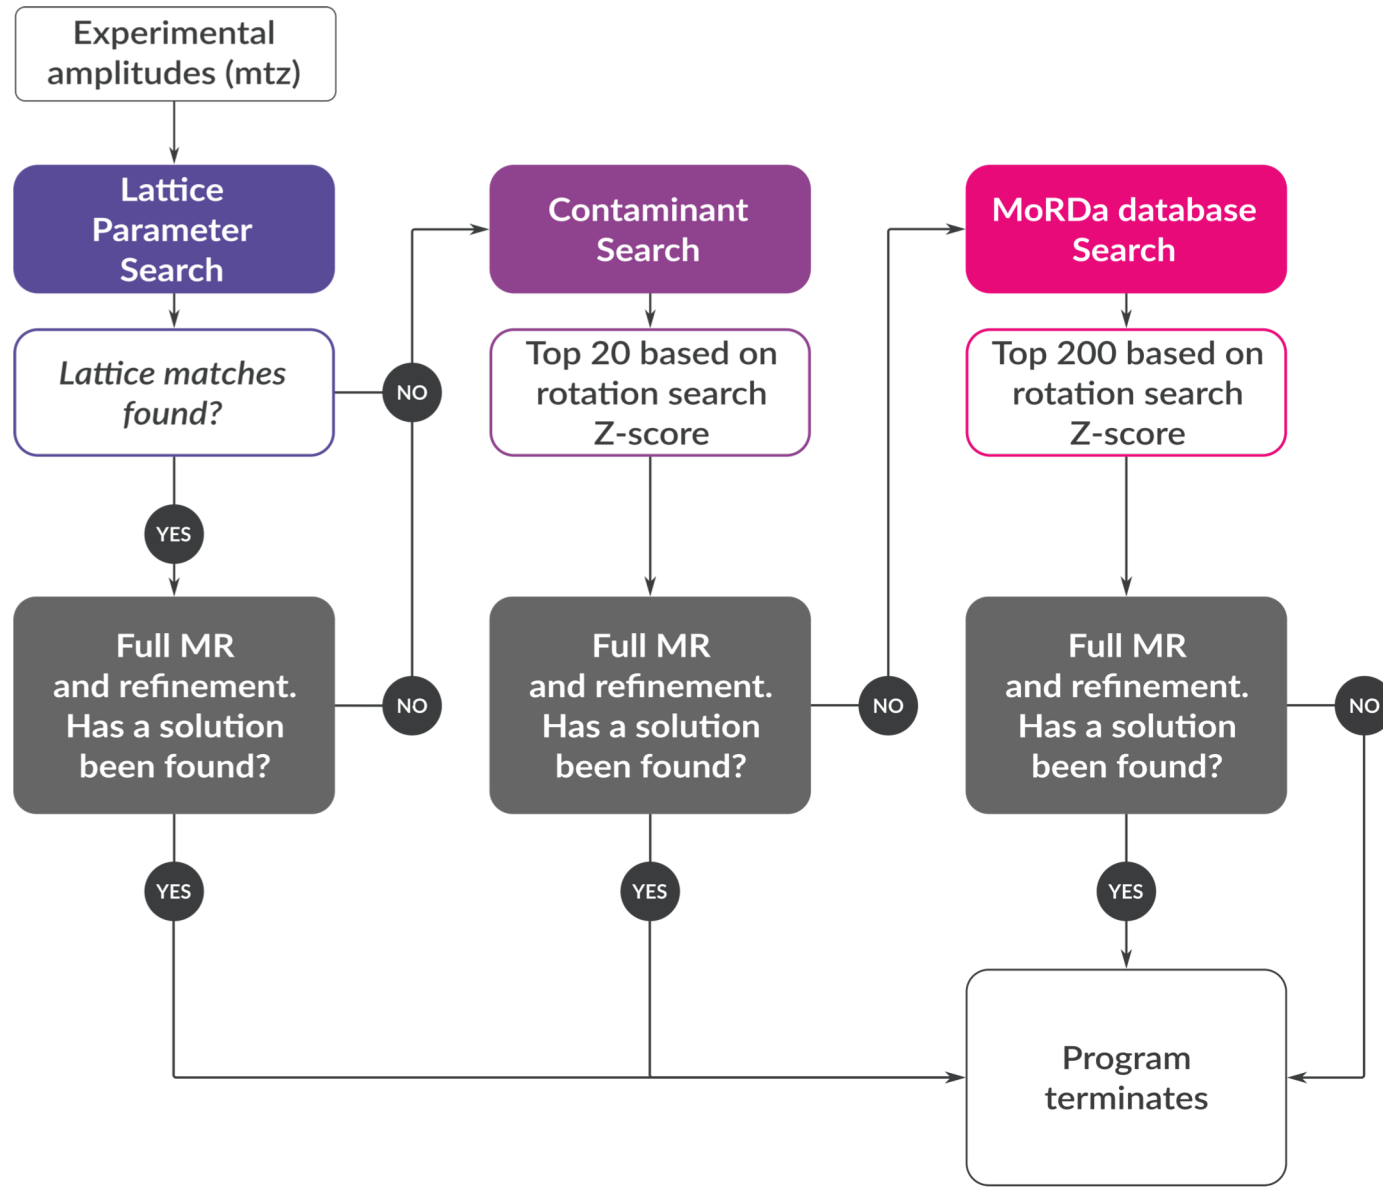 Experimental
amplitudes (mtz)
Lattice
Parameter
Search
Lattice matches
found?
NO
YES
Full MR
and refinement.
Has a solution
been found?
NO
YES
Contaminant
Search
Top 20 based on
rotation search
Z-score
Full MR
and refinement.
Has a solution
been found?
NO
YES
MoRDa database
Search
Top 200 based on
rotation search
Z-score
Full MR
and refinement.
Has a solution
been found?
NO
YES
Program
terminates